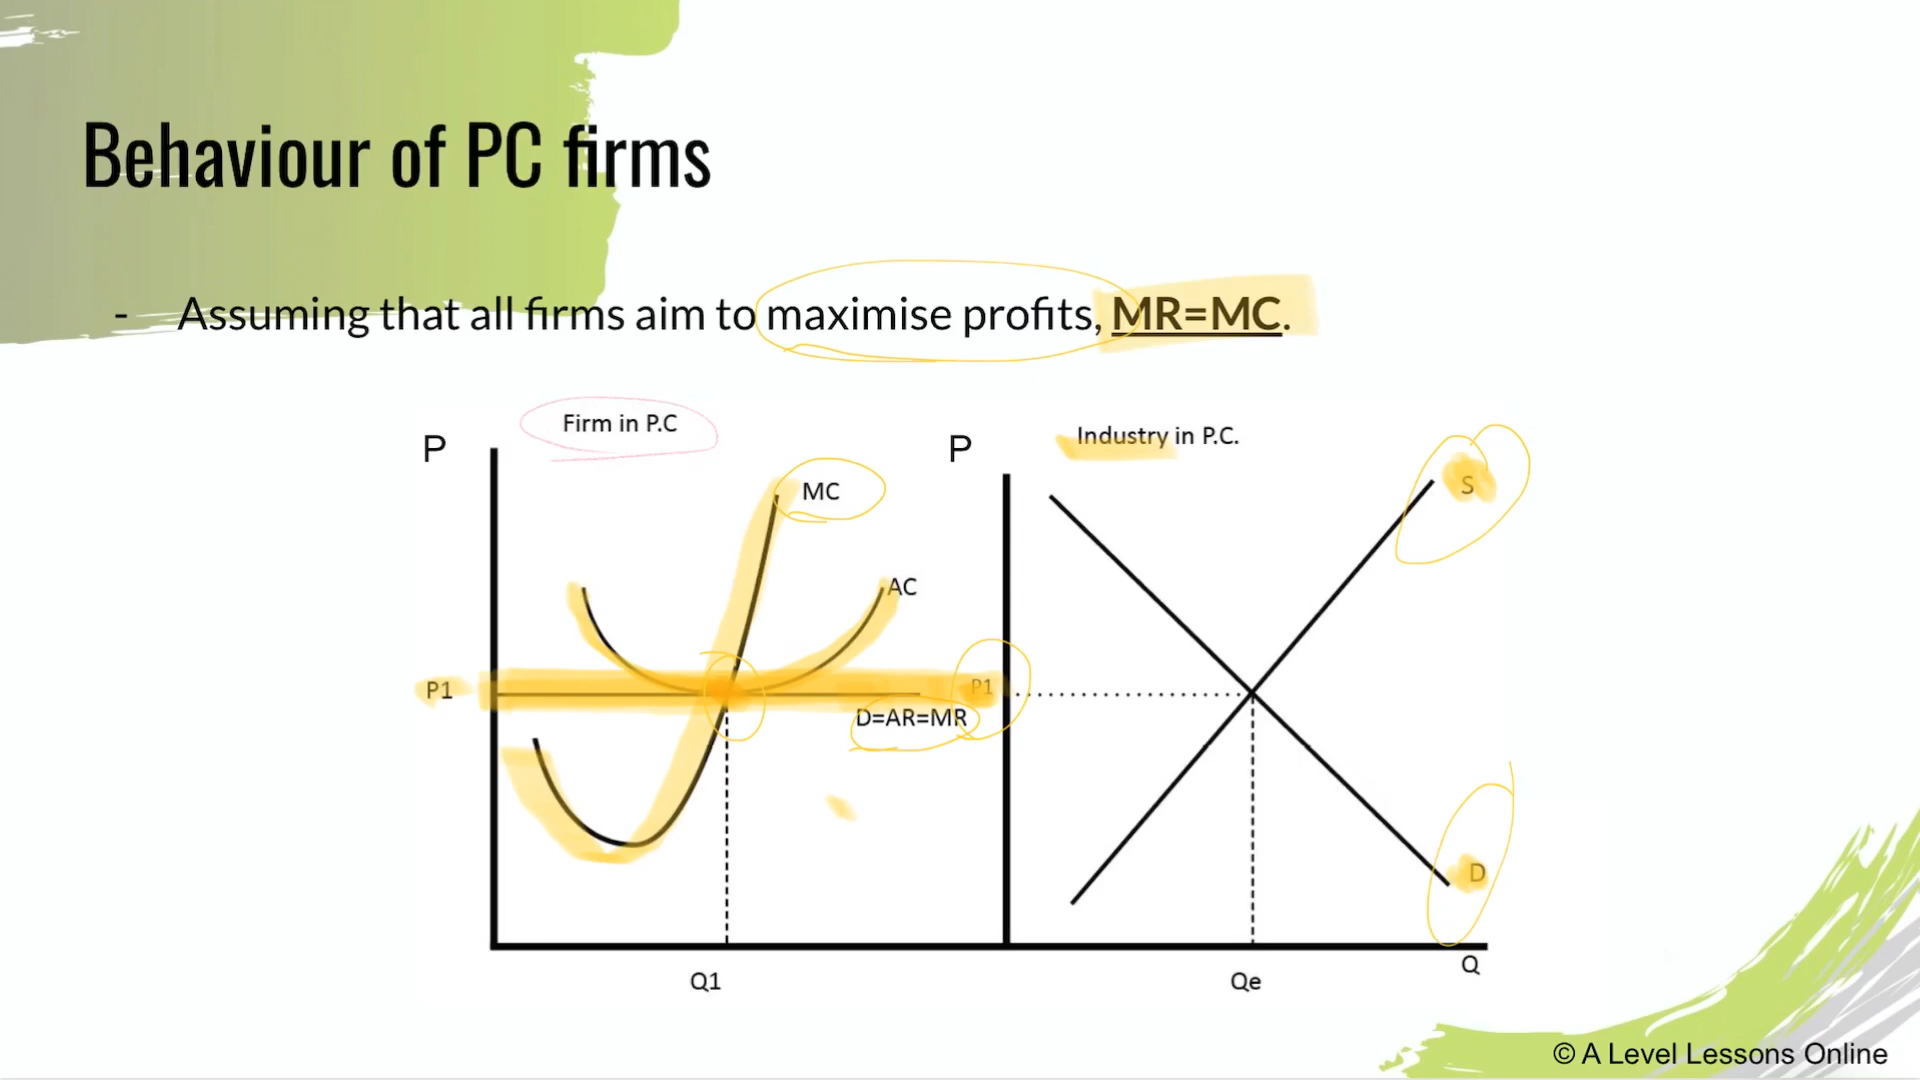 Behaviour of PC firms
- Assuming that all firms aim to maximise profits, MR=MC.
Firm in P.C
Industry in P.C.
P
P
MC
S
AC
P1
P1
D=AR=MR
D
Q
Q1
Qe
© A Level Lessons Online